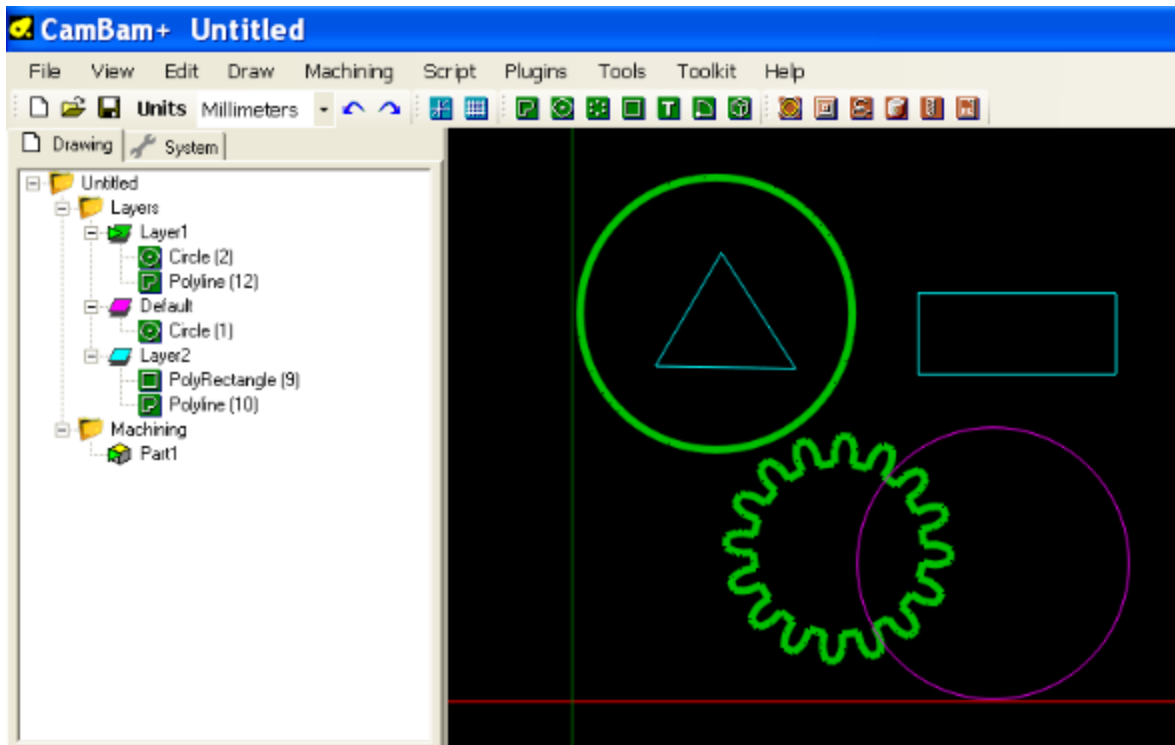 CamBam+ Untitled
File View Edit Draw Machining Script Plugins Tools Toolkit Help
Units Millimeters
Drawing System
Untitled
Layers
Layer1
Circle (2)
Polyline (12)
Default
Circle (1)
Layer2
PolyRectangle (9)
Polyline (10)
Machining
Part1